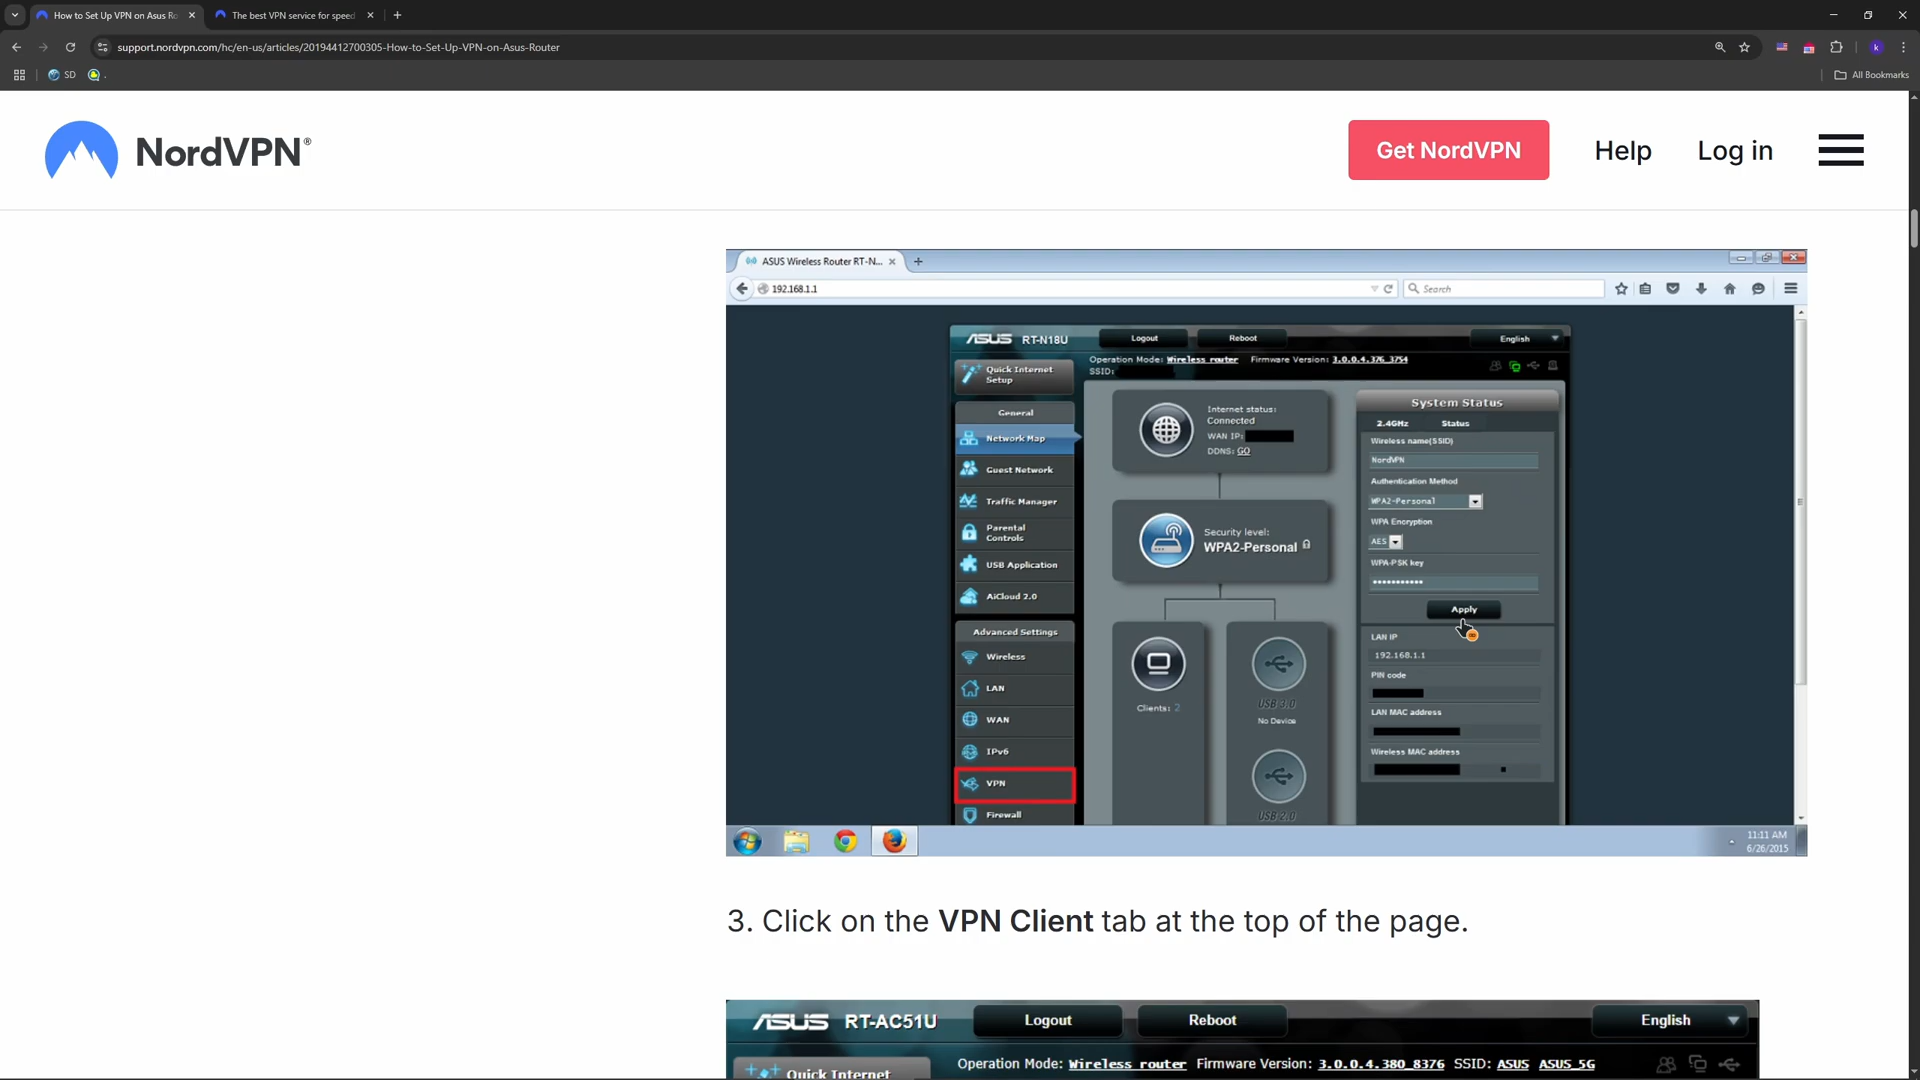 How to Set Up VPN on Asus Ro
The best VPN service for speed
support.nordvpn.com/hc/en-us/articles/20194412700305-How-to-Set-Up-VPN-on-Asus-Router
k
SD
.
All Bookmarks
NordVPN®
Get NordVPN
Help
Log in
ASUS Wireless Router RT-N...
192.168.1.1
Search
ASUS RT-N18U
Logout
Reboot
English
Operation Mode: Wireless router Firmware Version: 3.0.0.4.376_3754
SSID:
Quick Internet
Setup
General
Network Map
Guest Network
Traffic Manager
Parental
Controls
USB Application
AiCloud 2.0
Advanced Settings
Wireless
LAN
WAN
IPv6
VPN
Firewall
Internet status:
Connected
WAN IP:
DDNS: GO
Security level:
WPA2-Personal
Clients: 2
USB 3.0
No Device
USB 2.0
System Status
2.4GHz
Status
Wireless name(SSID)
NordVPN
Authentication Method
WPA2-Personal
WPA Encryption
AES
WPA-PSK key
•••••••••••
Apply
LAN IP
192.168.1.1
PIN code
LAN MAC address
Wireless MAC address
11:11 AM
6/26/2015
3. Click on the VPN Client tab at the top of the page.
ASUS RT-AC51U
Logout
Reboot
English
Operation Mode: Wireless router Firmware Version: 3.0.0.4.380_8376 SSID: ASUS ASUS_5G
Quick Internet